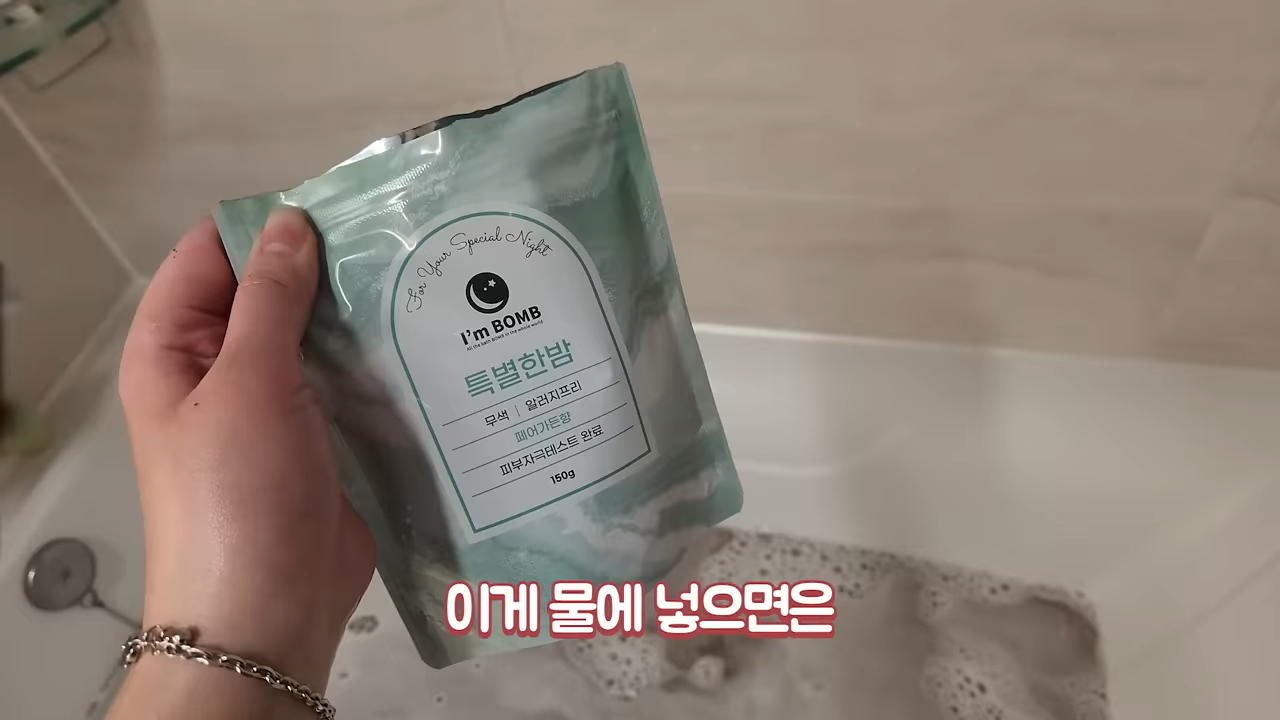 For Your Special Night
I'm BOMB
All the bath BOMB in the whole world
특별한밤
무색 | 알러지프리
페어가든향
피부자극테스트 완료
150g
이게 물에 넣으면은